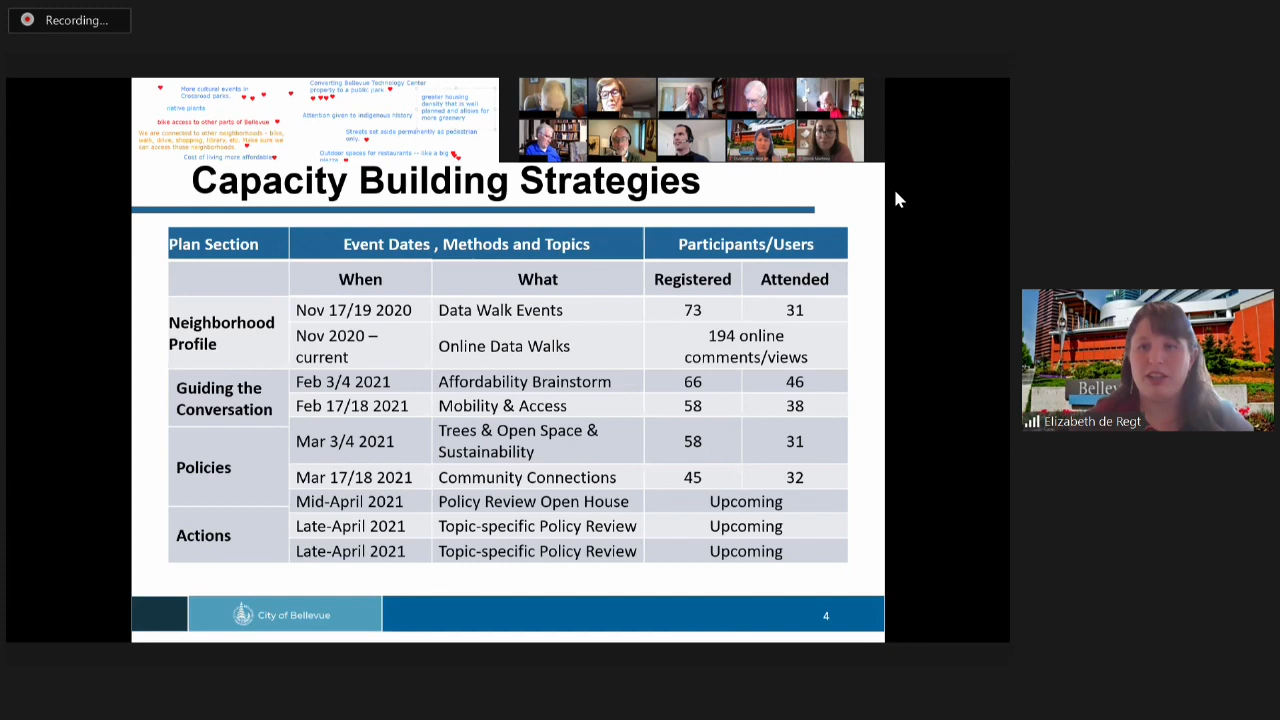 Recording...
More cultural events in
Crossroad parks.
native plants
bike access to other parts of Bellevue
We are connected to other neighborhoods - bike,
walk, drive, shopping, library, etc. Make sure we
can access those neighborhoods.
Cost of living more affordable
Converting Bellevue Technology Center
property to a public park.
greater housing
density that is well
planned and allows for
more greenery
Attention given to indigenous history
Streets set aside permanently as pedestrian
only.
Outdoor spaces for restaurants -- like a big
Capacity Building Strategies
Plan Section Event Dates , Methods and Topics Participants/Users
When What Registered Attended
Neighborhood
Profile
Nov 17/19 2020 Data Walk Events 73 31
Nov 2020 –
current
Online Data Walks
194 online
comments/views
Guiding the
Conversation
Feb 3/4 2021 Affordability Brainstorm 66 46
Feb 17/18 2021 Mobility & Access 58 38
Policies
Mar 3/4 2021
Trees & Open Space &
Sustainability
58 31
Mar 17/18 2021 Community Connections 45 32
Mid-April 2021 Policy Review Open House Upcoming
Actions
Late-April 2021 Topic-specific Policy Review Upcoming
Late-April 2021 Topic-specific Policy Review Upcoming
City of Bellevue
4
Belle
Elizabeth de Regt